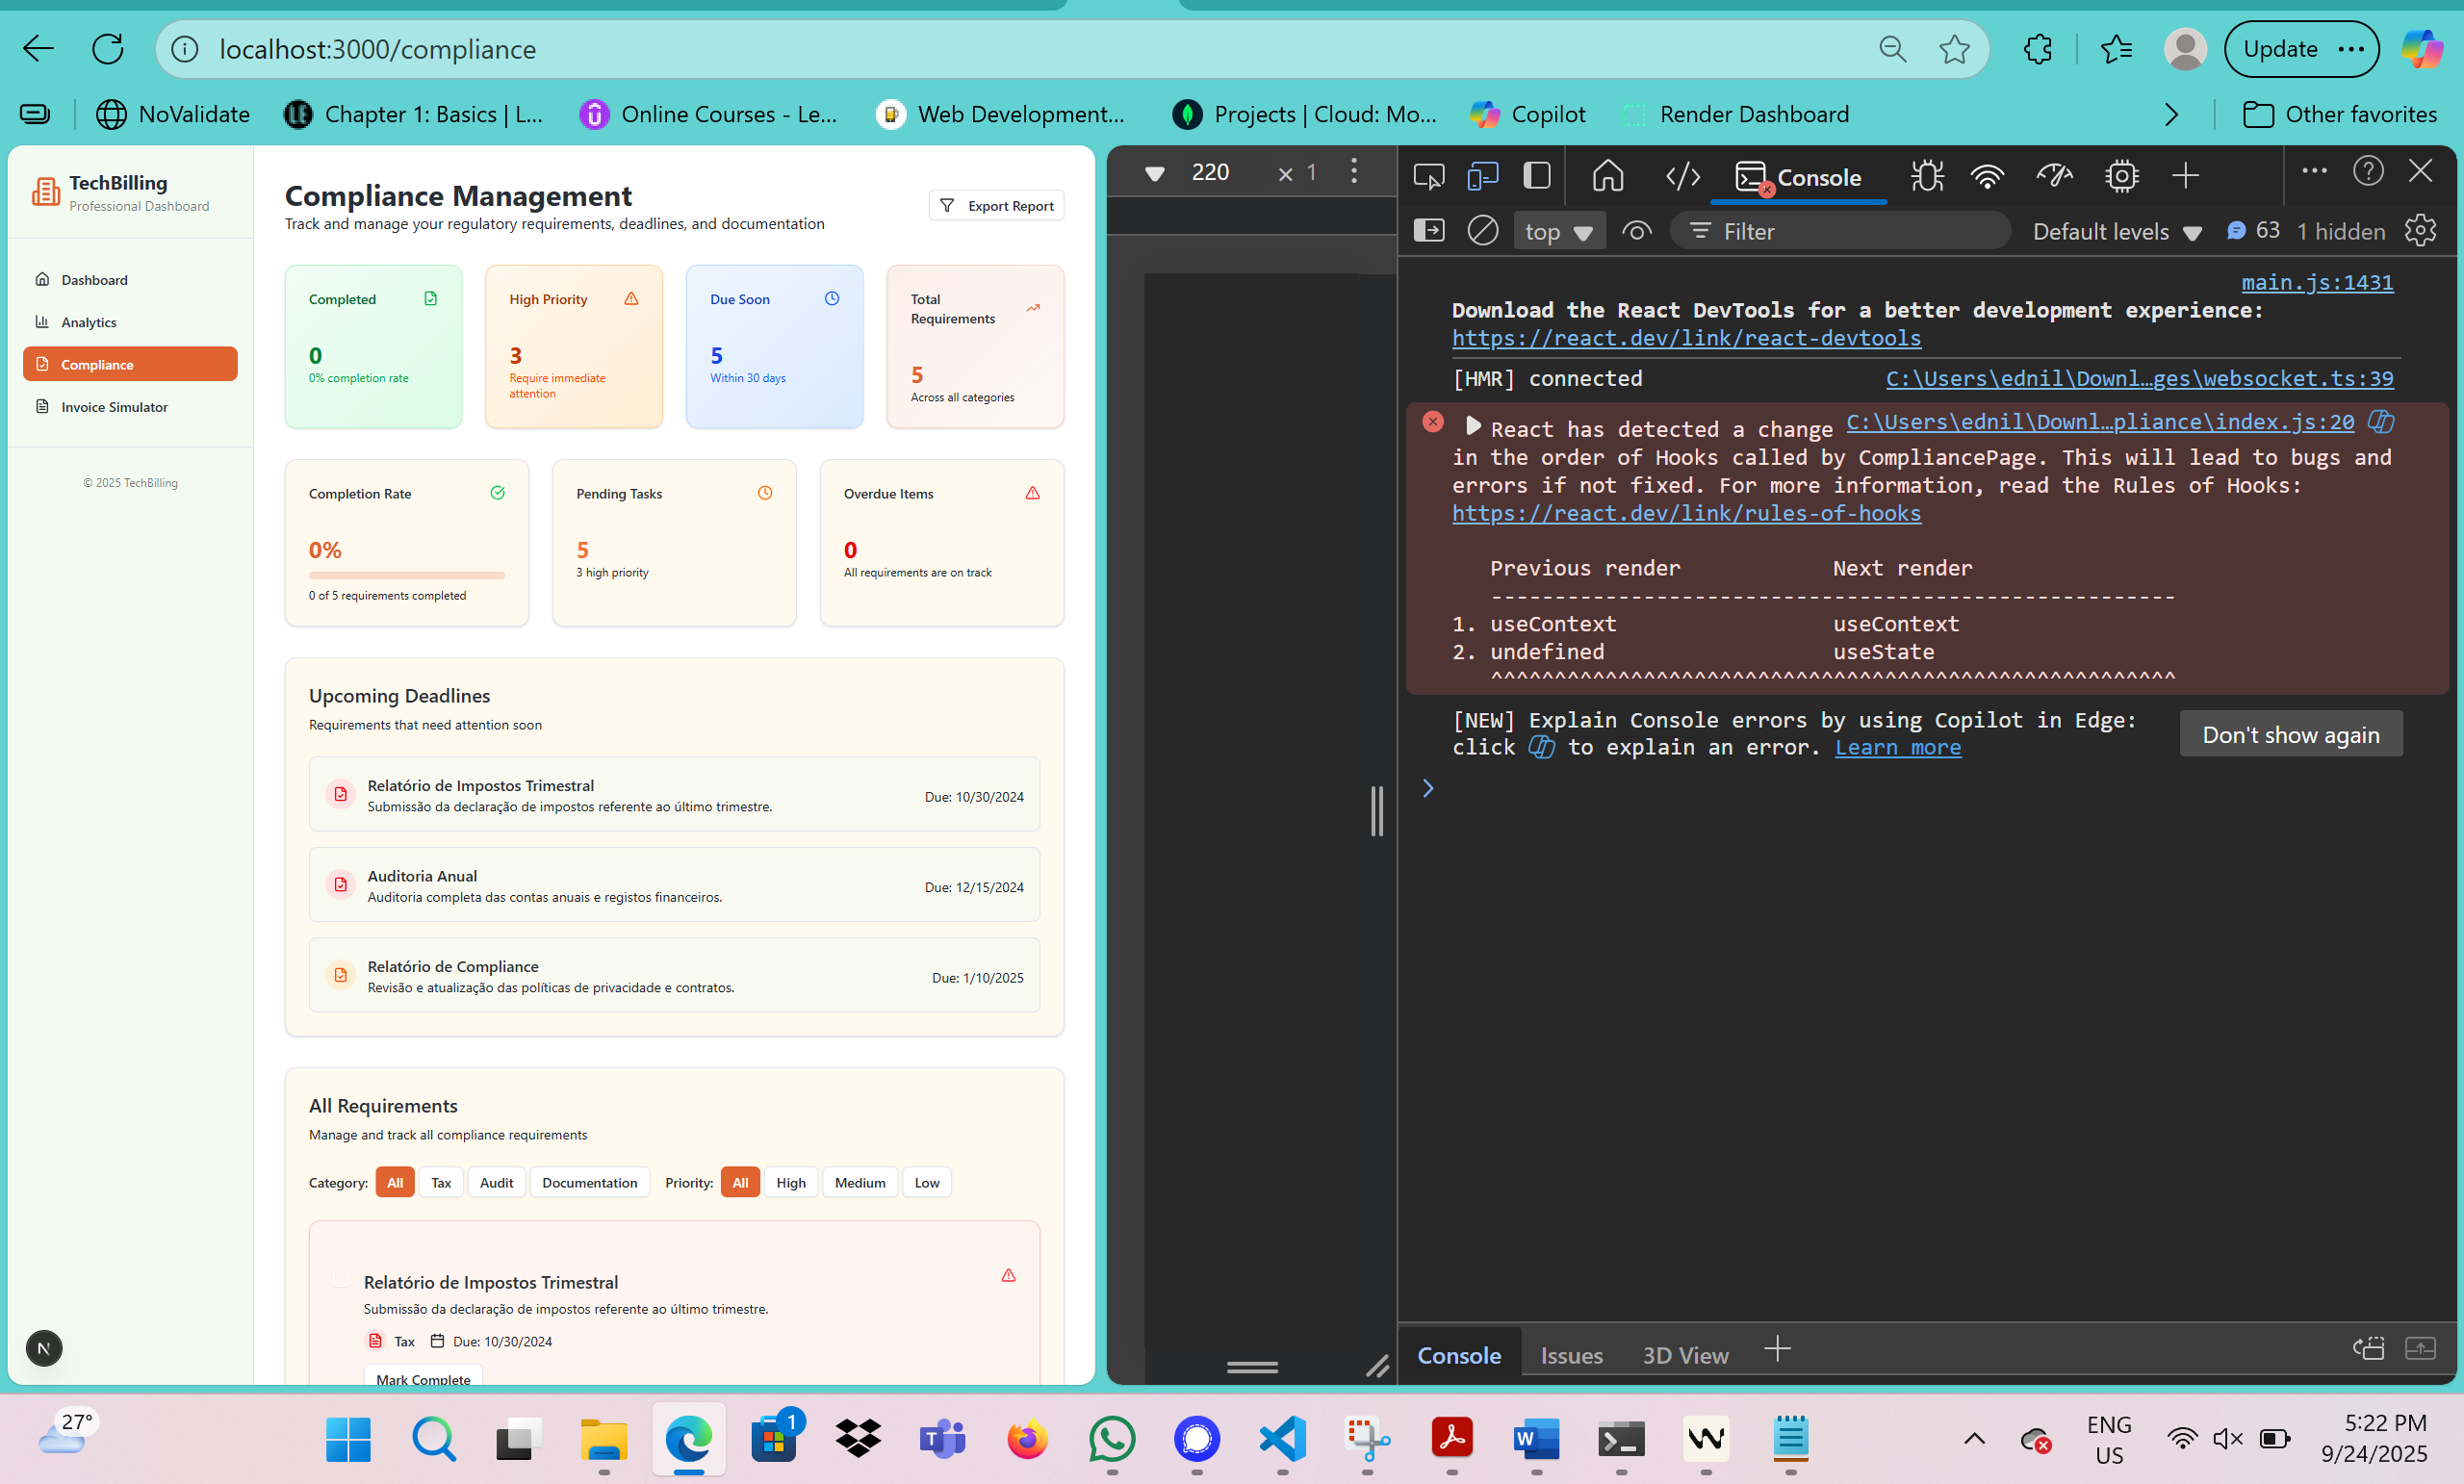 localhost:3000/compliance
Update
NoValidate
Chapter 1: Basics | L...
Online Courses - Le...
Web Development...
Projects | Cloud: Mo...
Copilot
Render Dashboard
Other favorites
TechBilling
Professional Dashboard
Dashboard
Analytics
Compliance
Invoice Simulator
© 2025 TechBilling
Compliance Management
Track and manage your regulatory requirements, deadlines, and documentation
Export Report
Completed
0
0% completion rate
High Priority
3
Require immediate
attention
Due Soon
5
Within 30 days
Total
Requirements
5
Across all categories
Completion Rate
0%
0 of 5 requirements completed
Pending Tasks
5
3 high priority
Overdue Items
0
All requirements are on track
Upcoming Deadlines
Requirements that need attention soon
Relatório de Impostos Trimestral
Submissão da declaração de impostos referente ao último trimestre.
Due: 10/30/2024
Auditoria Anual
Auditoria completa das contas anuais e registos financeiros.
Due: 12/15/2024
Relatório de Compliance
Revisão e atualização das políticas de privacidade e contratos.
Due: 1/10/2025
All Requirements
Manage and track all compliance requirements
Category: All Tax Audit Documentation Priority: All High Medium Low
Relatório de Impostos Trimestral
Submissão da declaração de impostos referente ao último trimestre.
Tax Due: 10/30/2024
Mark Complete
N
220 × 1
Console
top Filter Default levels 63 1 hidden
main.js:1431
Download the React DevTools for a better development experience:
https://react.dev/link/react-devtools
[HMR] connected C:\Users\ednil\Downl…ges\websocket.ts:39
React has detected a change C:\Users\ednil\Downl…pliance\index.js:20
in the order of Hooks called by CompliancePage. This will lead to bugs and
errors if not fixed. For more information, read the Rules of Hooks:
https://react.dev/link/rules-of-hooks
Previous render Next render
------------------------------------------------------
1. useContext useContext
2. undefined useState
^^^^^^^^^^^^^^^^^^^^^^^^^^^^^^^^^^^^^^^^^^^^^^^^^^^^^^
[NEW] Explain Console errors by using Copilot in Edge:
click to explain an error. Learn more
Don't show again
Console Issues 3D View
27°
1
ENG
US
5:22 PM
9/24/2025